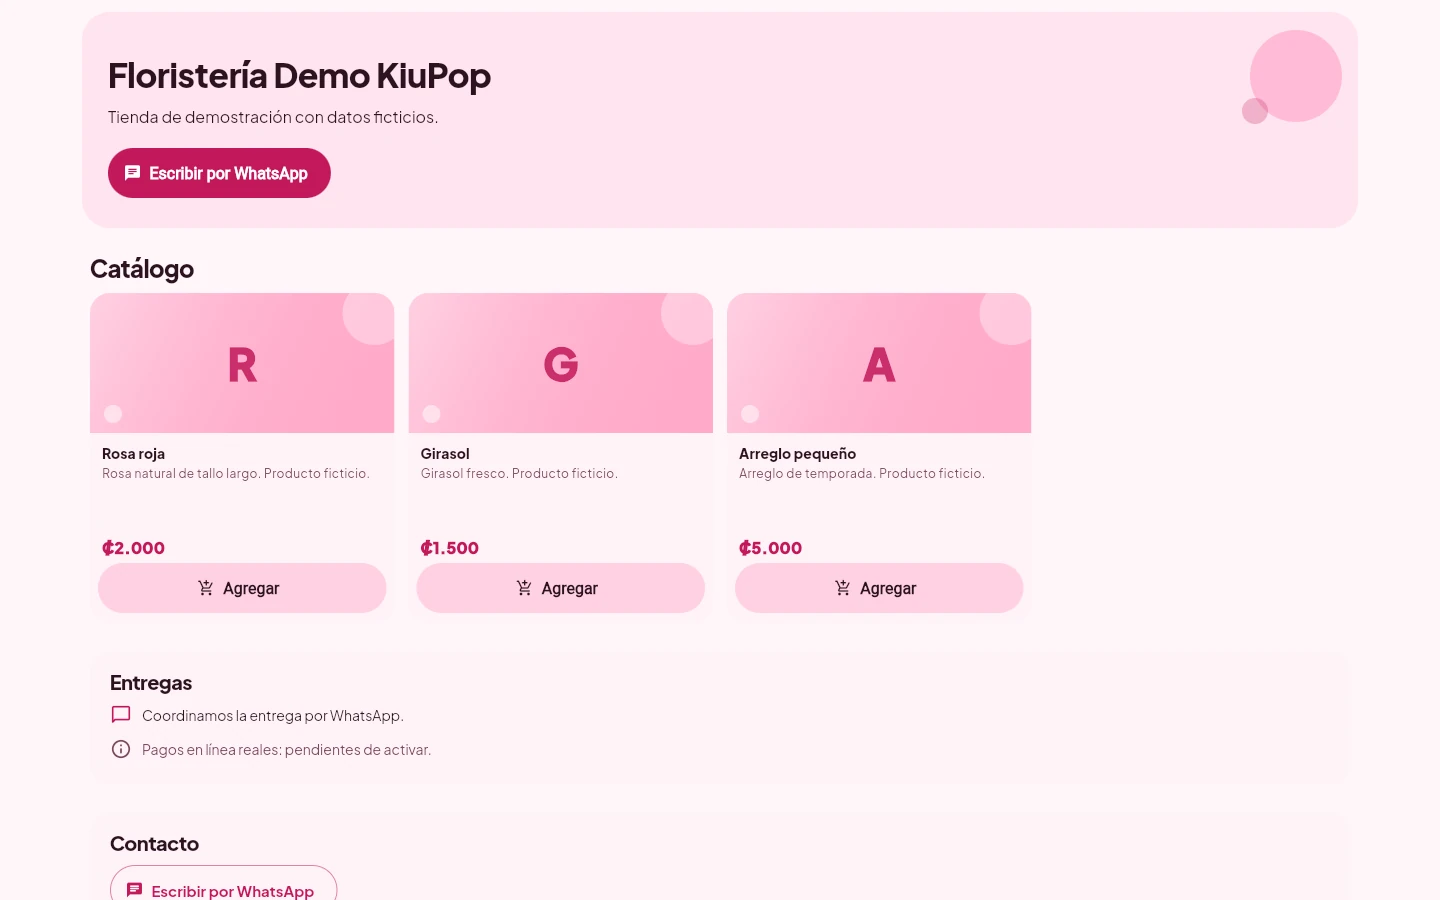 Floristería Demo KiuPop
Tienda de demostración con datos ficticios.
Escribir por WhatsApp
Catálogo
R
G
A
Rosa roja
Rosa natural de tallo largo. Producto ficticio.
₡2.000
Agregar
Girasol
Girasol fresco. Producto ficticio.
₡1.500
Agregar
Arreglo pequeño
Arreglo de temporada. Producto ficticio.
₡5.000
Agregar
Entregas
Coordinamos la entrega por WhatsApp.
Pagos en línea reales: pendientes de activar.
Contacto
Escribir por WhatsApp